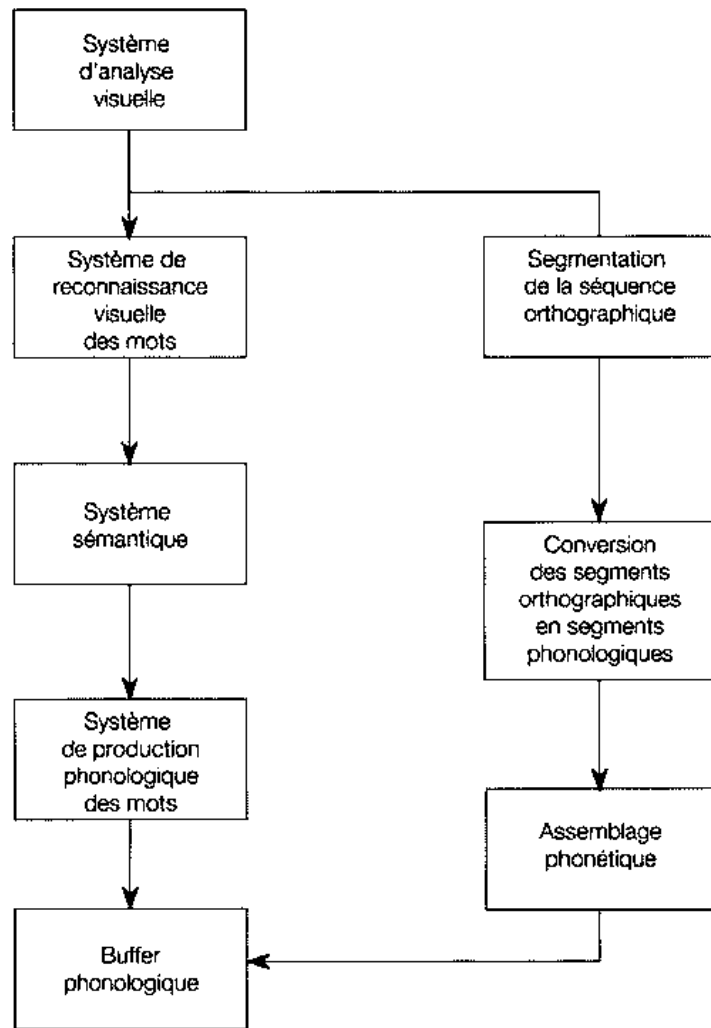 Système
d'analyse
visuelle
Système de
reconnaissance
visuelle
des mots
Segmentation
de la séquence
orthographique
Système
sémantique
Conversion
des segments
orthographiques
en segments
phonologiques
Système
de production
phonologique
des mots
Assemblage
phonétique
Buffer
phonologique